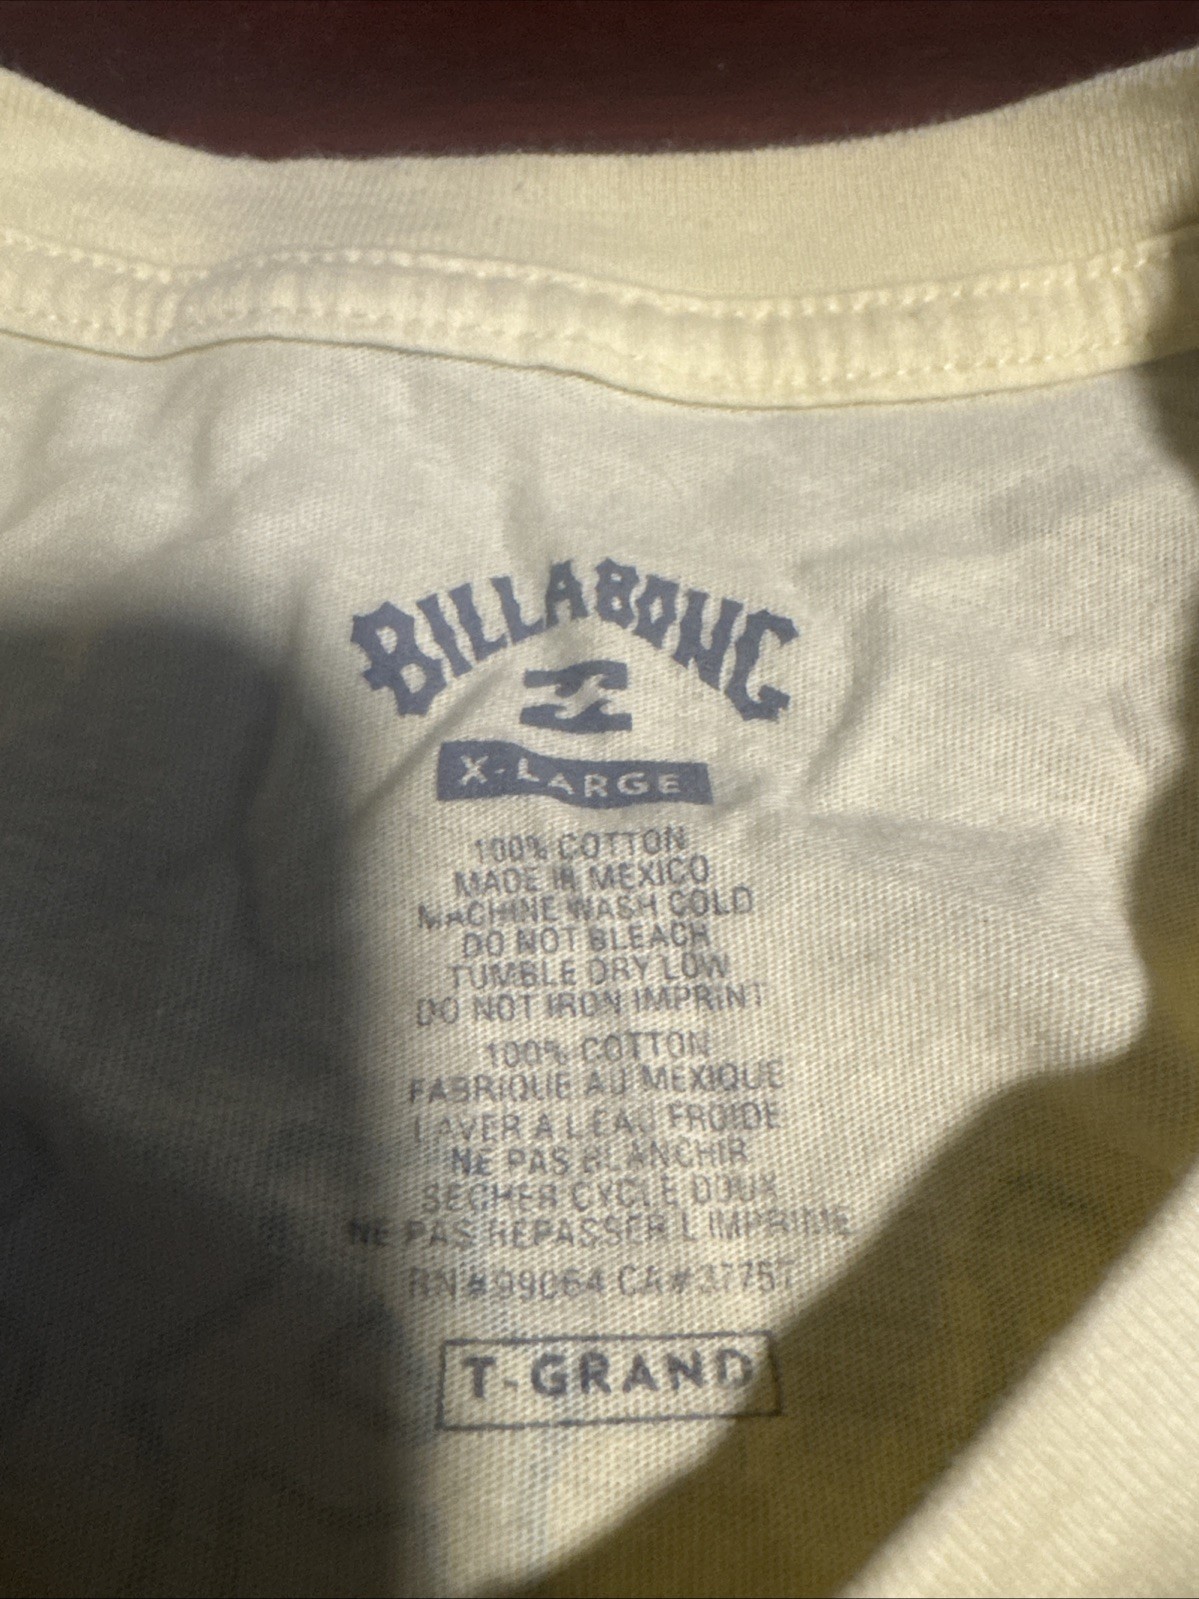 BILLABONG
X-LARGE
100% COTTON
MADE IN MEXICO
MACHINE WASH COLD
DO NOT BLEACH
TUMBLE DRY LOW
DO NOT IRON IMPRINT
100% COTTON
FABRIQUE AU MEXIQUE
LAVER A LEAU FROIDE
NE PAS BLANCHIR
SECHER CYCLE DOUX
NE PAS REPASSER L IMPRIME
RN#99064 CA#37757
T-GRAND